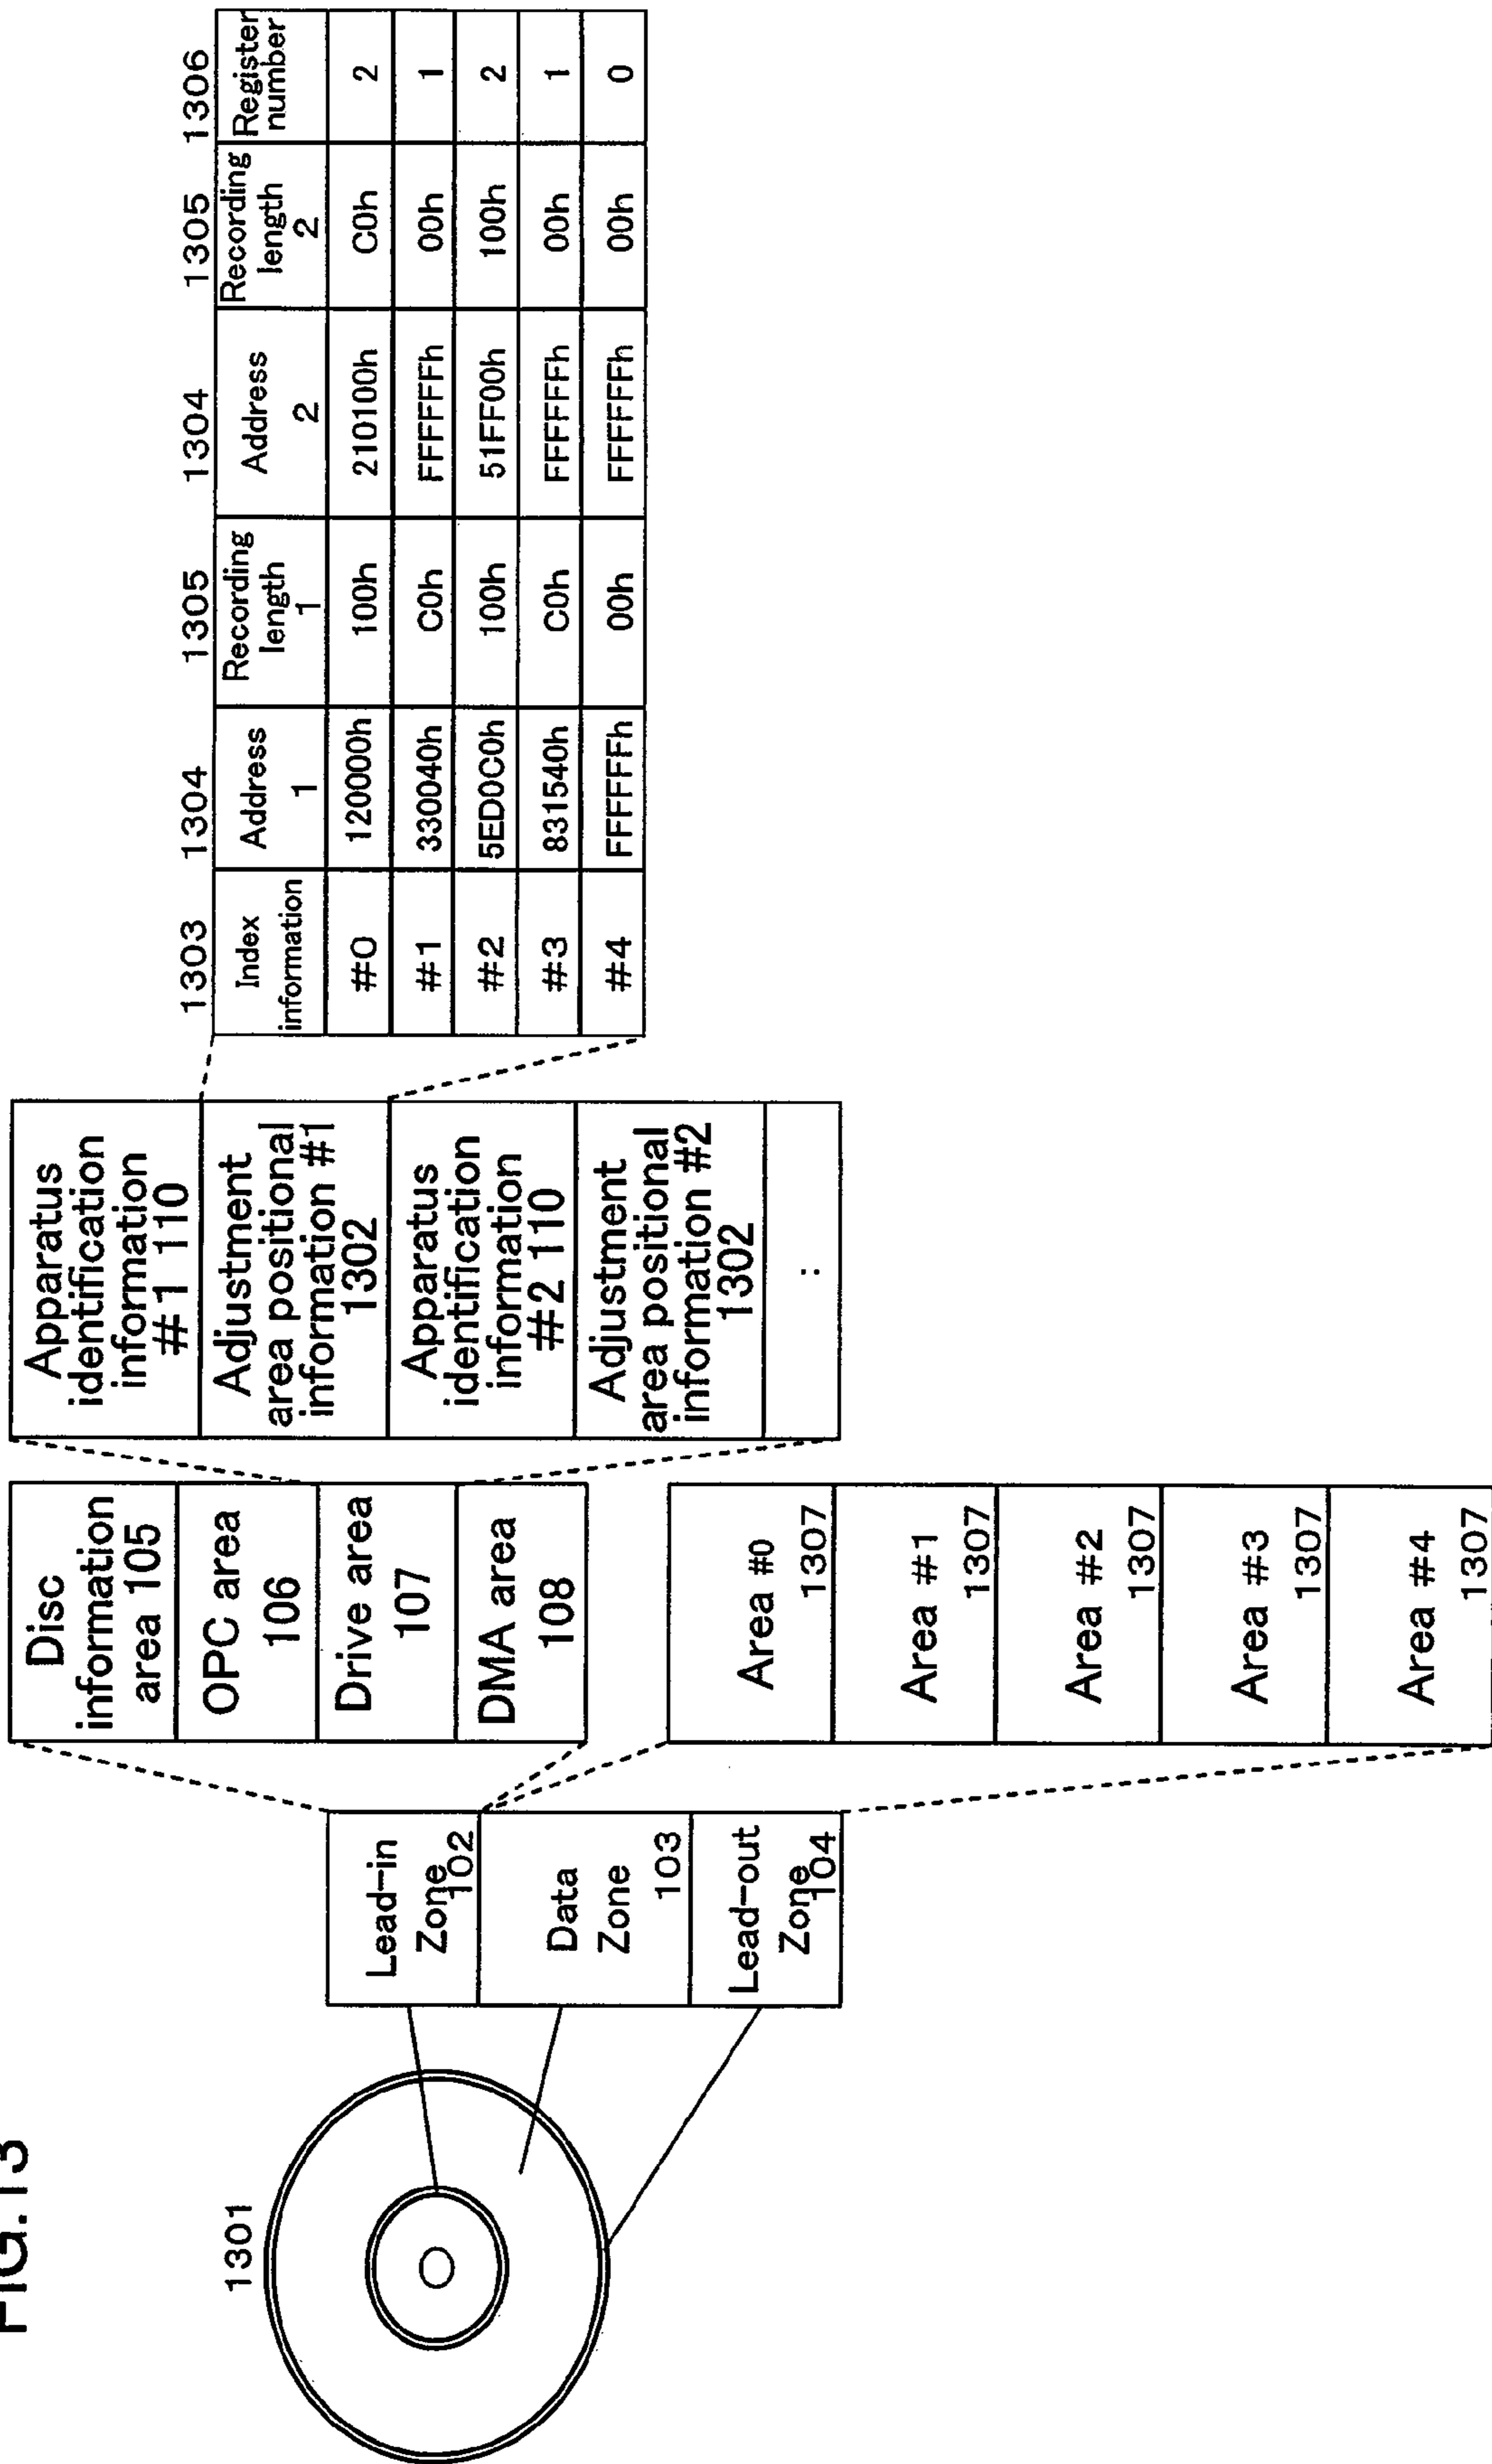 FIG.13
1301
Lead-in
Zone
102
Data
Zone
103
Lead-out
Zone
104
Disc
information
area 105
OPC area
106
Drive area
107
DMA area
108
Area #0
1307
Area #1
1307
Area #2
1307
Area #3
1307
Area #4
1307
Apparatus
identification
information
#1 110
Adjustment
area positional
information #1
1302
Apparatus
identification
information
#2 110
Adjustment
area positional
information #2
1302
:
1303 1304 1305 1304 1305 1306
Index information Address 1 Recording length 1 Address 2 Recording length 2 Register number
#0 120000h 100h 210100h C0h 2
#1 330040h C0h FFFFFFh 00h 1
#2 5ED0C0h 100h 51FF00h 100h 2
#3 831540h C0h FFFFFFh 00h 1
#4 FFFFFFh 00h FFFFFFh 00h 0